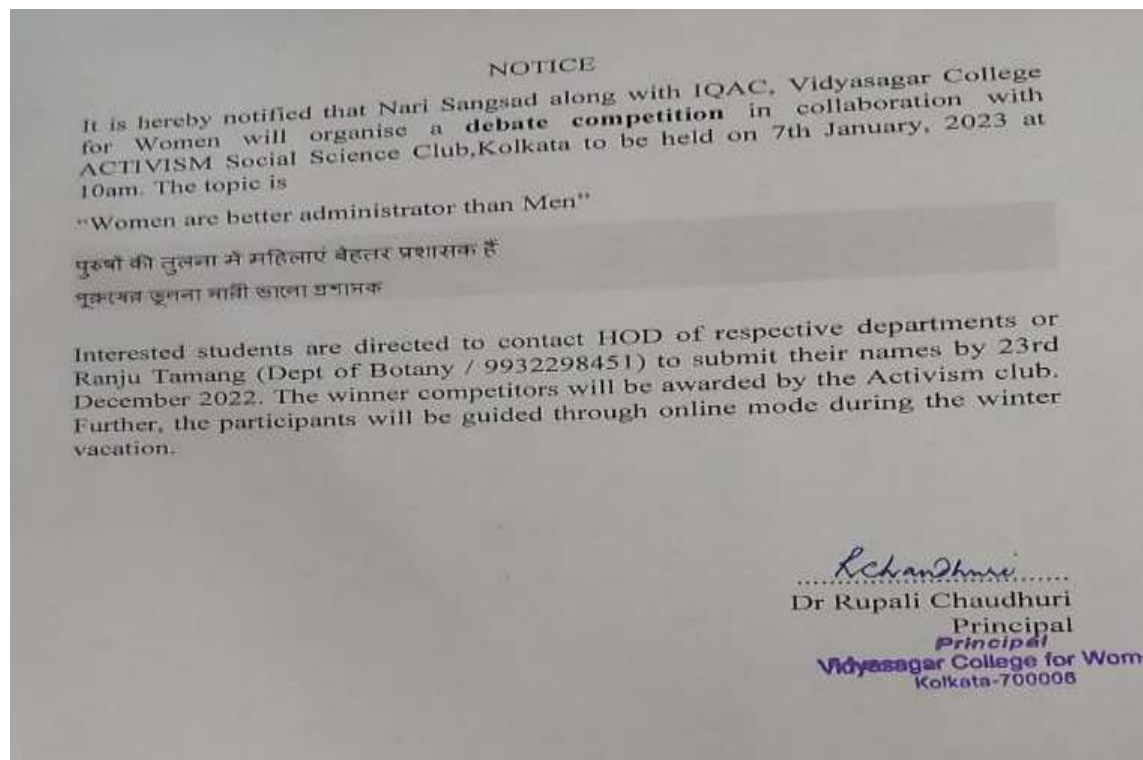 NOTICE
It is hereby notified that Nari Sangsad along with IQAC, Vidyasagar College
for Women will organise a debate competition in collaboration with
ACTIVISM Social Science Club,Kolkata to be held on 7th January, 2023 at
10am. The topic is
“Women are better administrator than Men”
पुरुषों की तुलना में महिलाएं बेहतर प्रशासक हैं
পুরুষের তুলনা নারী ভালো প্রশাসক
Interested students are directed to contact HOD of respective departments or
Ranju Tamang (Dept of Botany / 9932298451) to submit their names by 23rd
December 2022. The winner competitors will be awarded by the Activism club.
Further, the participants will be guided through online mode during the winter
vacation.
RChaudhuri
Dr Rupali Chaudhuri
Principal
Principal
Vidyasagar College for Wom
Kolkata-700006